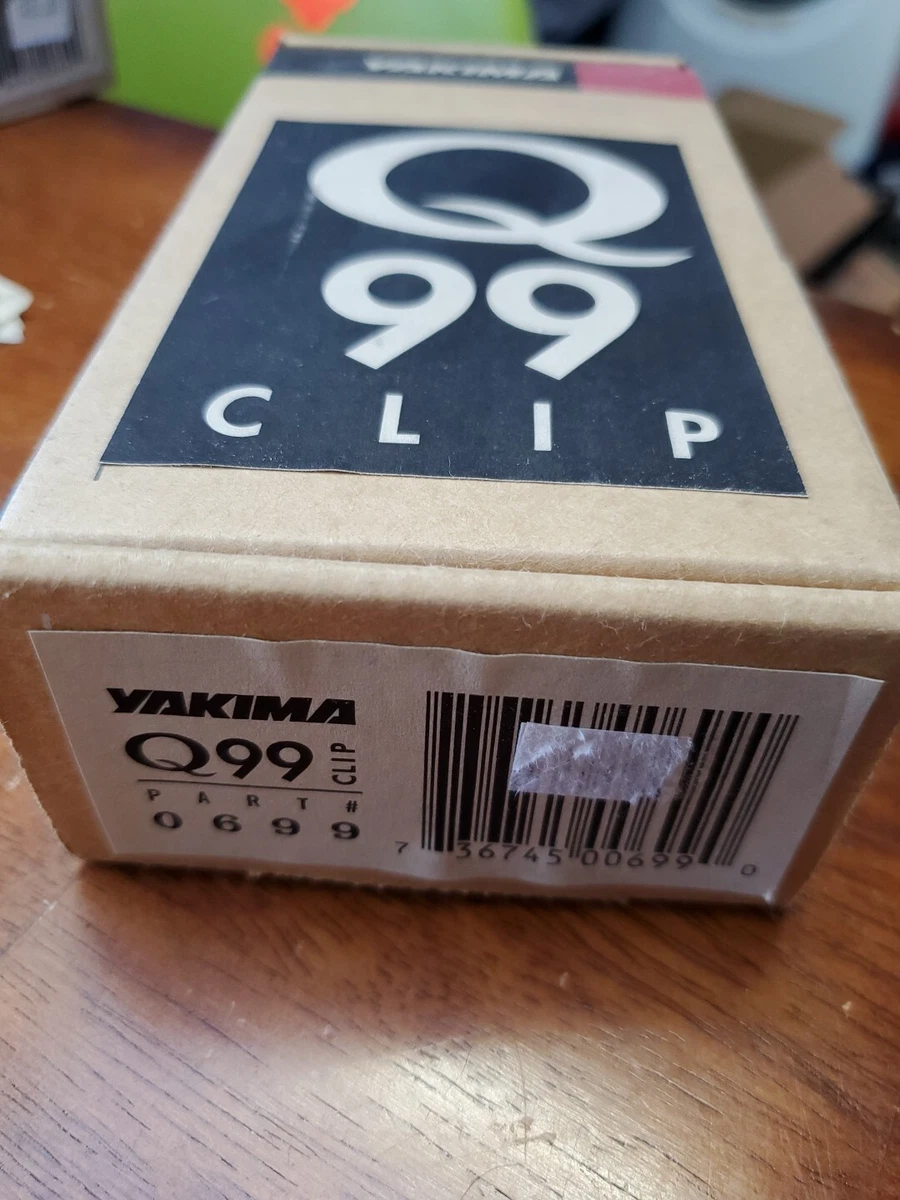 YAKIMA
Q
99
CLIP
YAKIMA
Q99 CLIP
PART#
0699
7 36745 00699 0